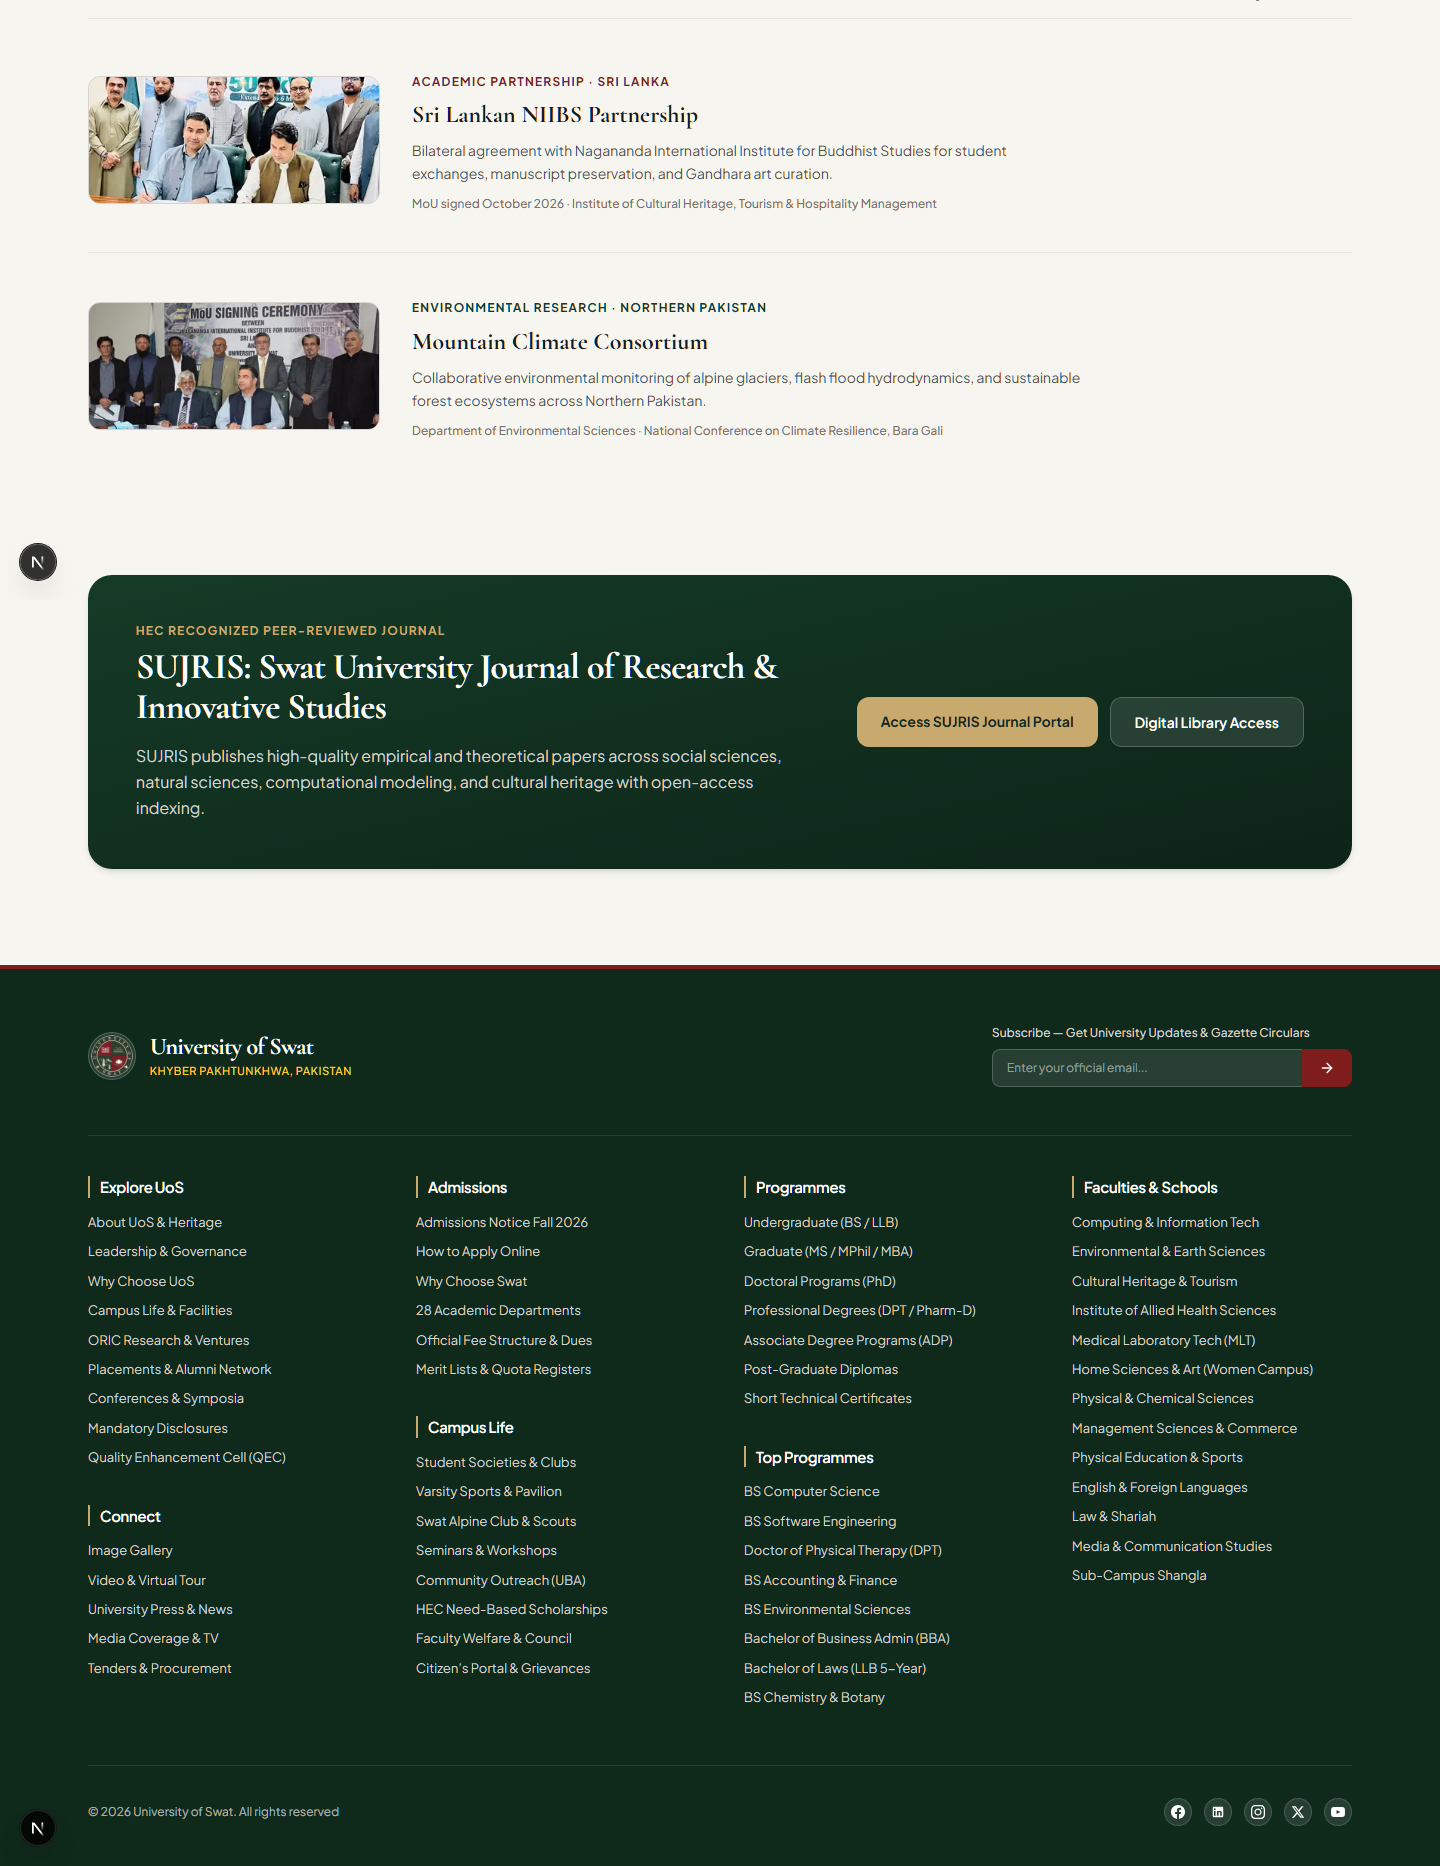 ACADEMIC PARTNERSHIP · SRI LANKA
Sri Lankan NIIBS Partnership
Bilateral agreement with Nagananda International Institute for Buddhist Studies for student
exchanges, manuscript preservation, and Gandhara art curation.
MoU signed October 2026 · Institute of Cultural Heritage, Tourism & Hospitality Management
MoU SIGNING CEREMONY
BETWEEN
INTERNATIONAL INSTITUTE FOR BUDDHIST
SRI
AND
ENVIRONMENTAL RESEARCH · NORTHERN PAKISTAN
Mountain Climate Consortium
Collaborative environmental monitoring of alpine glaciers, flash flood hydrodynamics, and sustainable
forest ecosystems across Northern Pakistan.
Department of Environmental Sciences · National Conference on Climate Resilience, Bara Gali
N
HEC RECOGNIZED PEER-REVIEWED JOURNAL
SUJRIS: Swat University Journal of Research &
Innovative Studies
SUJRIS publishes high-quality empirical and theoretical papers across social sciences,
natural sciences, computational modeling, and cultural heritage with open-access
indexing.
Access SUJRIS Journal Portal
Digital Library Access
University of Swat
KHYBER PAKHTUNKHWA, PAKISTAN
Subscribe — Get University Updates & Gazette Circulars
Enter your official email...
Explore UoS
About UoS & Heritage
Leadership & Governance
Why Choose UoS
Campus Life & Facilities
ORIC Research & Ventures
Placements & Alumni Network
Conferences & Symposia
Mandatory Disclosures
Quality Enhancement Cell (QEC)
Connect
Image Gallery
Video & Virtual Tour
University Press & News
Media Coverage & TV
Tenders & Procurement
Admissions
Admissions Notice Fall 2026
How to Apply Online
Why Choose Swat
28 Academic Departments
Official Fee Structure & Dues
Merit Lists & Quota Registers
Campus Life
Student Societies & Clubs
Varsity Sports & Pavilion
Swat Alpine Club & Scouts
Seminars & Workshops
Community Outreach (UBA)
HEC Need-Based Scholarships
Faculty Welfare & Council
Citizen's Portal & Grievances
Programmes
Undergraduate (BS / LLB)
Graduate (MS / MPhil / MBA)
Doctoral Programs (PhD)
Professional Degrees (DPT / Pharm-D)
Associate Degree Programs (ADP)
Post-Graduate Diplomas
Short Technical Certificates
Top Programmes
BS Computer Science
BS Software Engineering
Doctor of Physical Therapy (DPT)
BS Accounting & Finance
BS Environmental Sciences
Bachelor of Business Admin (BBA)
Bachelor of Laws (LLB 5-Year)
BS Chemistry & Botany
Faculties & Schools
Computing & Information Tech
Environmental & Earth Sciences
Cultural Heritage & Tourism
Institute of Allied Health Sciences
Medical Laboratory Tech (MLT)
Home Sciences & Art (Women Campus)
Physical & Chemical Sciences
Management Sciences & Commerce
Physical Education & Sports
English & Foreign Languages
Law & Shariah
Media & Communication Studies
Sub-Campus Shangla
N
© 2026 University of Swat. All rights reserved